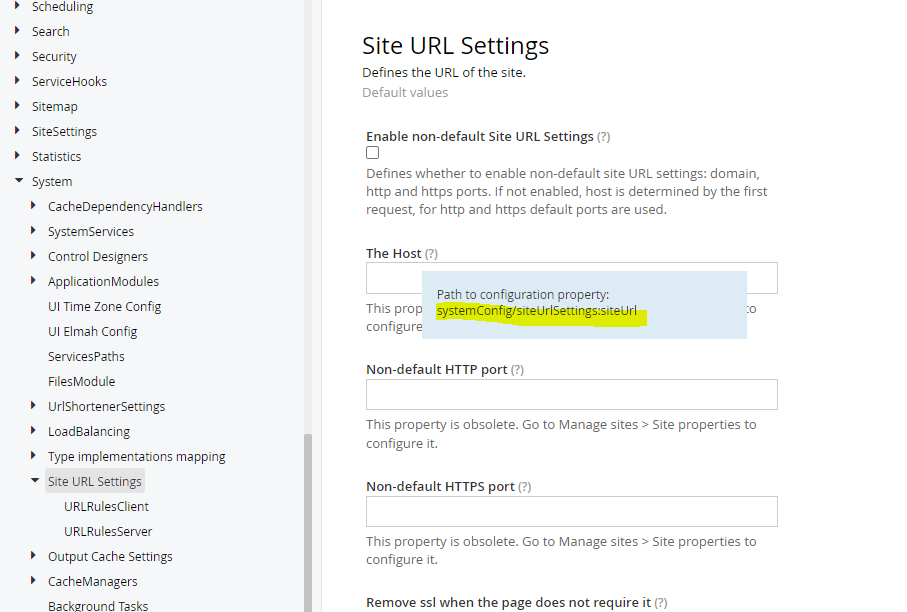 Scheduling
Search
Security
ServiceHooks
Sitemap
SiteSettings
Statistics
System
CacheDependencyHandlers
SystemServices
Control Designers
ApplicationModules
UI Time Zone Config
UI Elmah Config
ServicesPaths
FilesModule
UrlShortenerSettings
LoadBalancing
Type implementations mapping
Site URL Settings
URLRulesClient
URLRulesServer
Output Cache Settings
CacheManagers
Background Tasks
Site URL Settings
Defines the URL of the site.
Default values
Enable non-default Site URL Settings (?)
Defines whether to enable non-default site URL settings: domain,
http and https ports. If not enabled, host is determined by the first
request, for http and https default ports are used.
The Host (?)
Path to configuration property:
systemConfig/siteUrlSettings:siteUrl
This prop to
configure
Non-default HTTP port (?)
This property is obsolete. Go to Manage sites > Site properties to
configure it.
Non-default HTTPS port (?)
This property is obsolete. Go to Manage sites > Site properties to
configure it.
Remove ssl when the page does not require it (?)